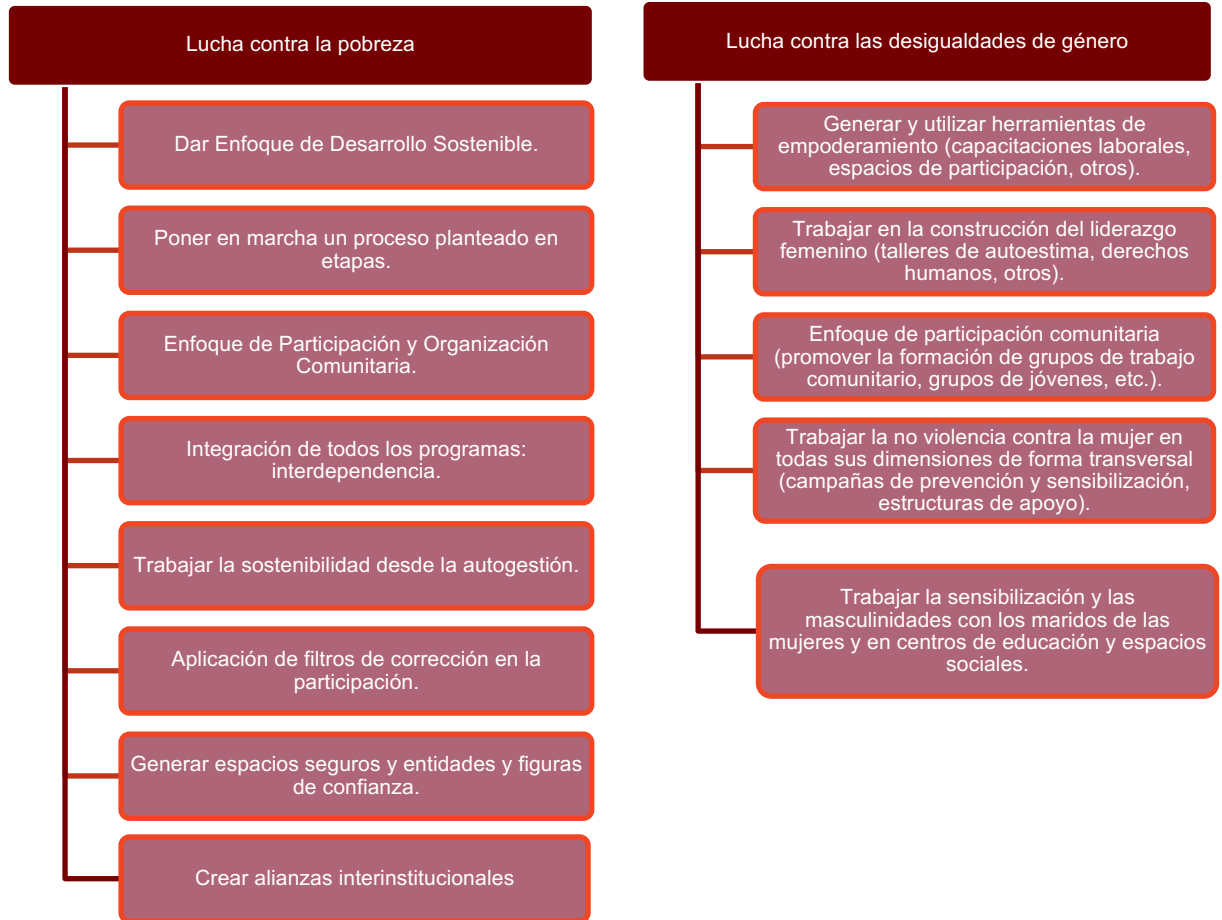 Lucha contra la pobreza
Dar Enfoque de Desarrollo Sostenible.
Poner en marcha un proceso planteado en
etapas.
Enfoque de Participación y Organización
Comunitaria.
Integración de todos los programas:
interdependencia.
Trabajar la sostenibilidad desde la autogestión.
Aplicación de filtros de corrección en la
participación.
Generar espacios seguros y entidades y figuras
de confianza.
Crear alianzas interinstitucionales
Lucha contra las desigualdades de género
Generar y utilizar herramientas de
empoderamiento (capacitaciones laborales,
espacios de participación, otros).
Trabajar en la construcción del liderazgo
femenino (talleres de autoestima, derechos
humanos, otros).
Enfoque de participación comunitaria
(promover la formación de grupos de trabajo
comunitario, grupos de jóvenes, etc.).
Trabajar la no violencia contra la mujer en
todas sus dimensiones de forma transversal
(campañas de prevención y sensibilización,
estructuras de apoyo).
Trabajar la sensibilización y las
masculinidades con los maridos de las
mujeres y en centros de educación y espacios
sociales.